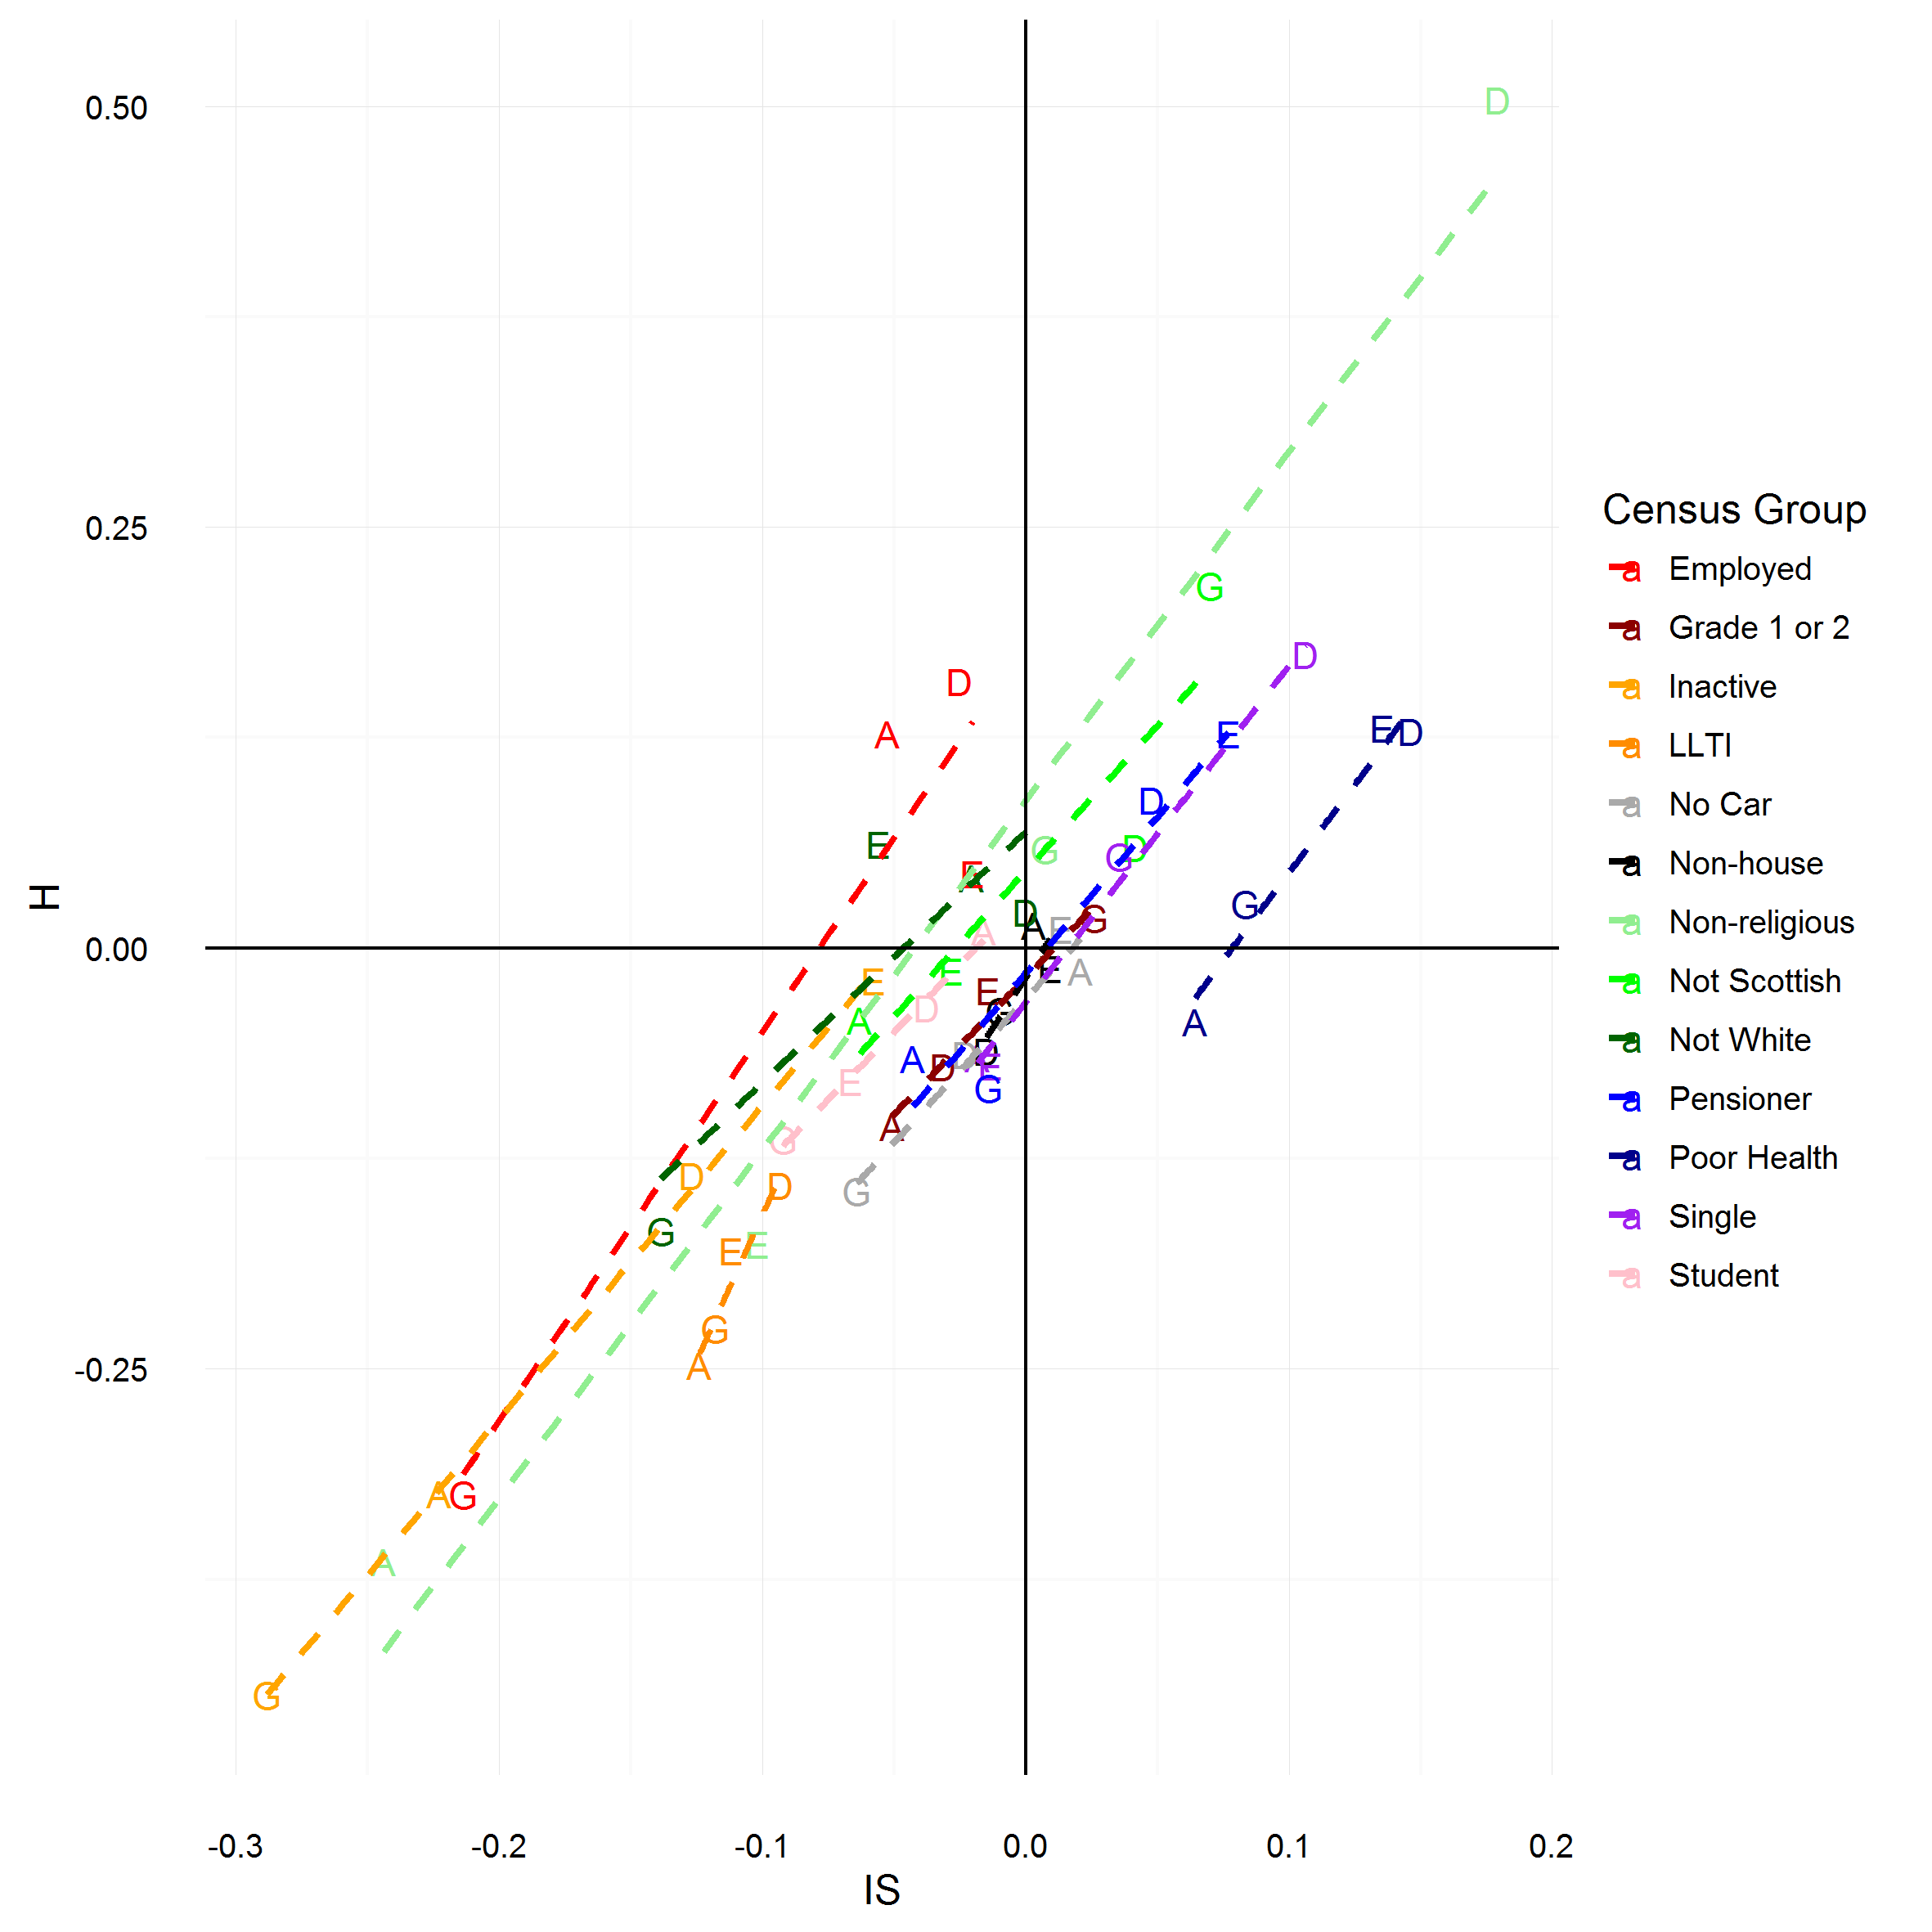 0.50
D
0.25
G
D
D
A
E
E
D
E
D
G
G
D
E
E
A
G
D
G
A
A
E
E
E
E
A
E
A
A
D
G
A
D
D
A
D
E
E
G
A
G
D
D
G
G
E
E
G
A
-0.25
A
G
A
G
0.00
H
-0.3
-0.2
-0.1
0.0
0.1
0.2
IS
Census Group
a Employed
a Grade 1 or 2
a Inactive
a LLTI
a No Car
a Non-house
a Non-religious
a Not Scottish
a Not White
a Pensioner
a Poor Health
a Single
a Student